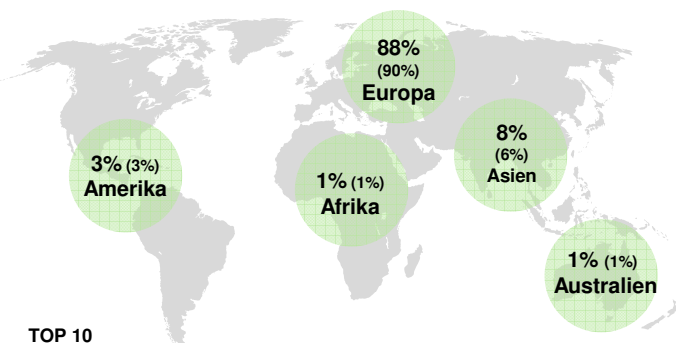 88%
(90%)
Europa
3% (3%)
Amerika
1% (1%)
Afrika
8%
(6%)
Asien
1% (1%)
Australien
TOP 10